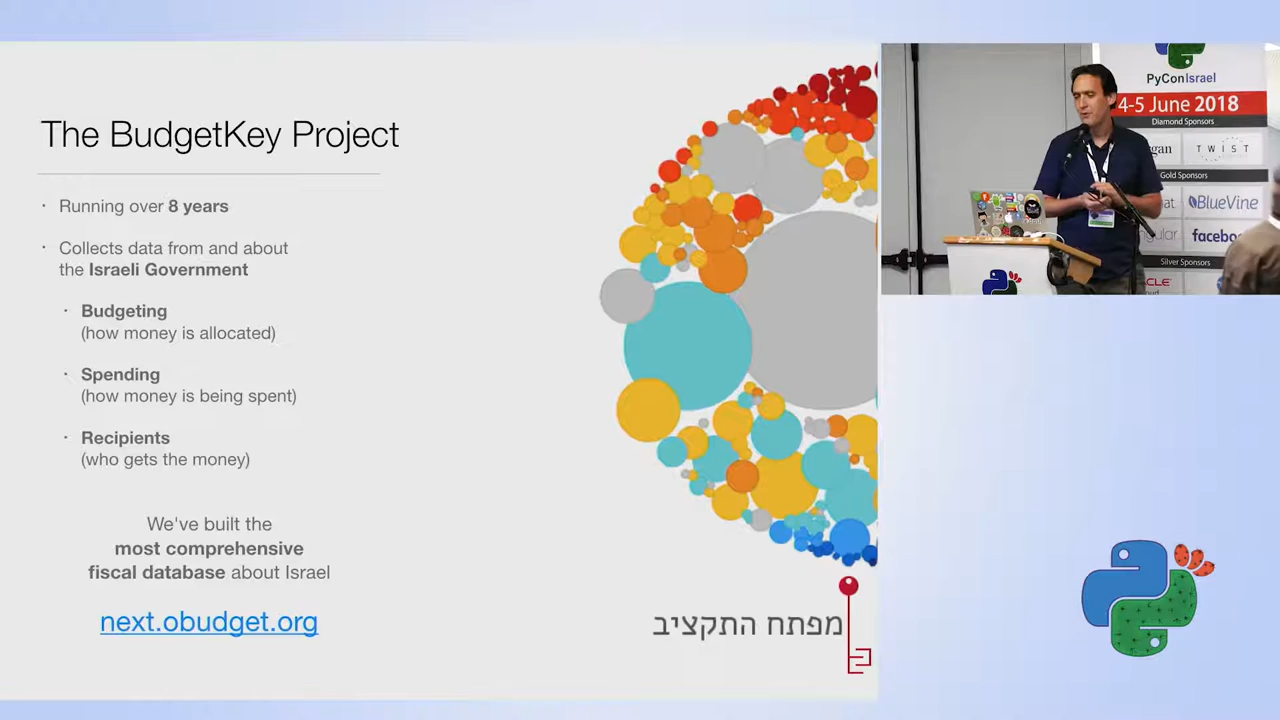 The BudgetKey Project
· Running over 8 years
· Collects data from and about
the Israeli Government
· Budgeting
(how money is allocated)
· Spending
(how money is being spent)
· Recipients
(who gets the money)
We've built the
most comprehensive
fiscal database about Israel
next.obudget.org
מפתח התקציב
PyConIsrael
4-5 June 2018
Diamond Sponsors
TWIST
Gold Sponsors
BlueVine
Silver Sponsors